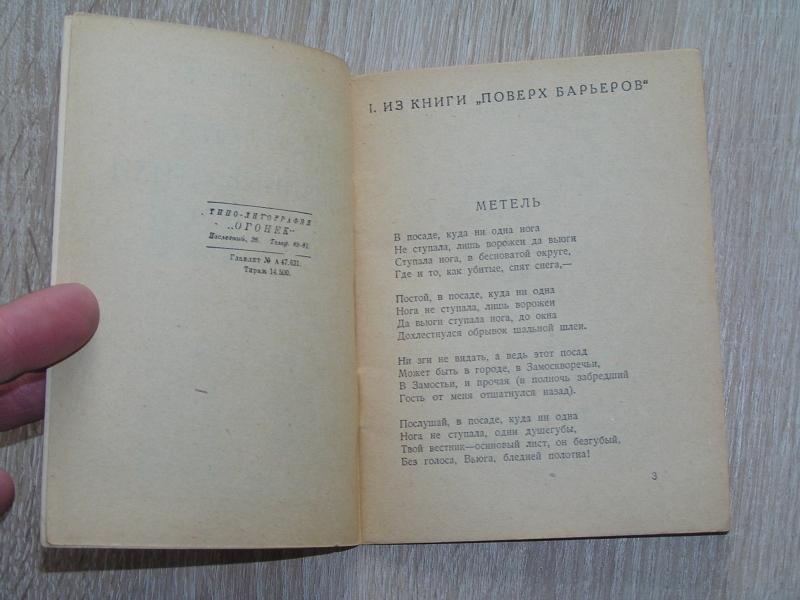 ТИПО-ЛИТОГРАФИЯ
„ОГОНЕК"
Главлит № А 47.621.
Тираж 14.500.
I. ИЗ КНИГИ „ПОВЕРХ БАРЬЕРОВ"
МЕТЕЛЬ
В посаде, куда ни одна нога
Не ступала, лишь ворожеи да вьюги
Ступала нога, в бесноватой округе,
Где и то, как убитые, спят снега,—
Постой, в посаде, куда ни одна
Нога не ступала, лишь ворожеи
Да вьюги ступала нога, до окна
Дохлестнулся обрывок шальной шлеи.
Ни зги не видать, а ведь этот посад
Может быть в городе, в Замоскворечьи,
В Замостьи, и прочая (в полночь забредший
Гость от меня отшатнулся назад).
Послушай, в посаде, куда ни одна
Нога не ступала, одни душегубы,
Твой вестник—осиновый лист, он безгубый,
Без голоса, Вьюга, бледней полотна!
3